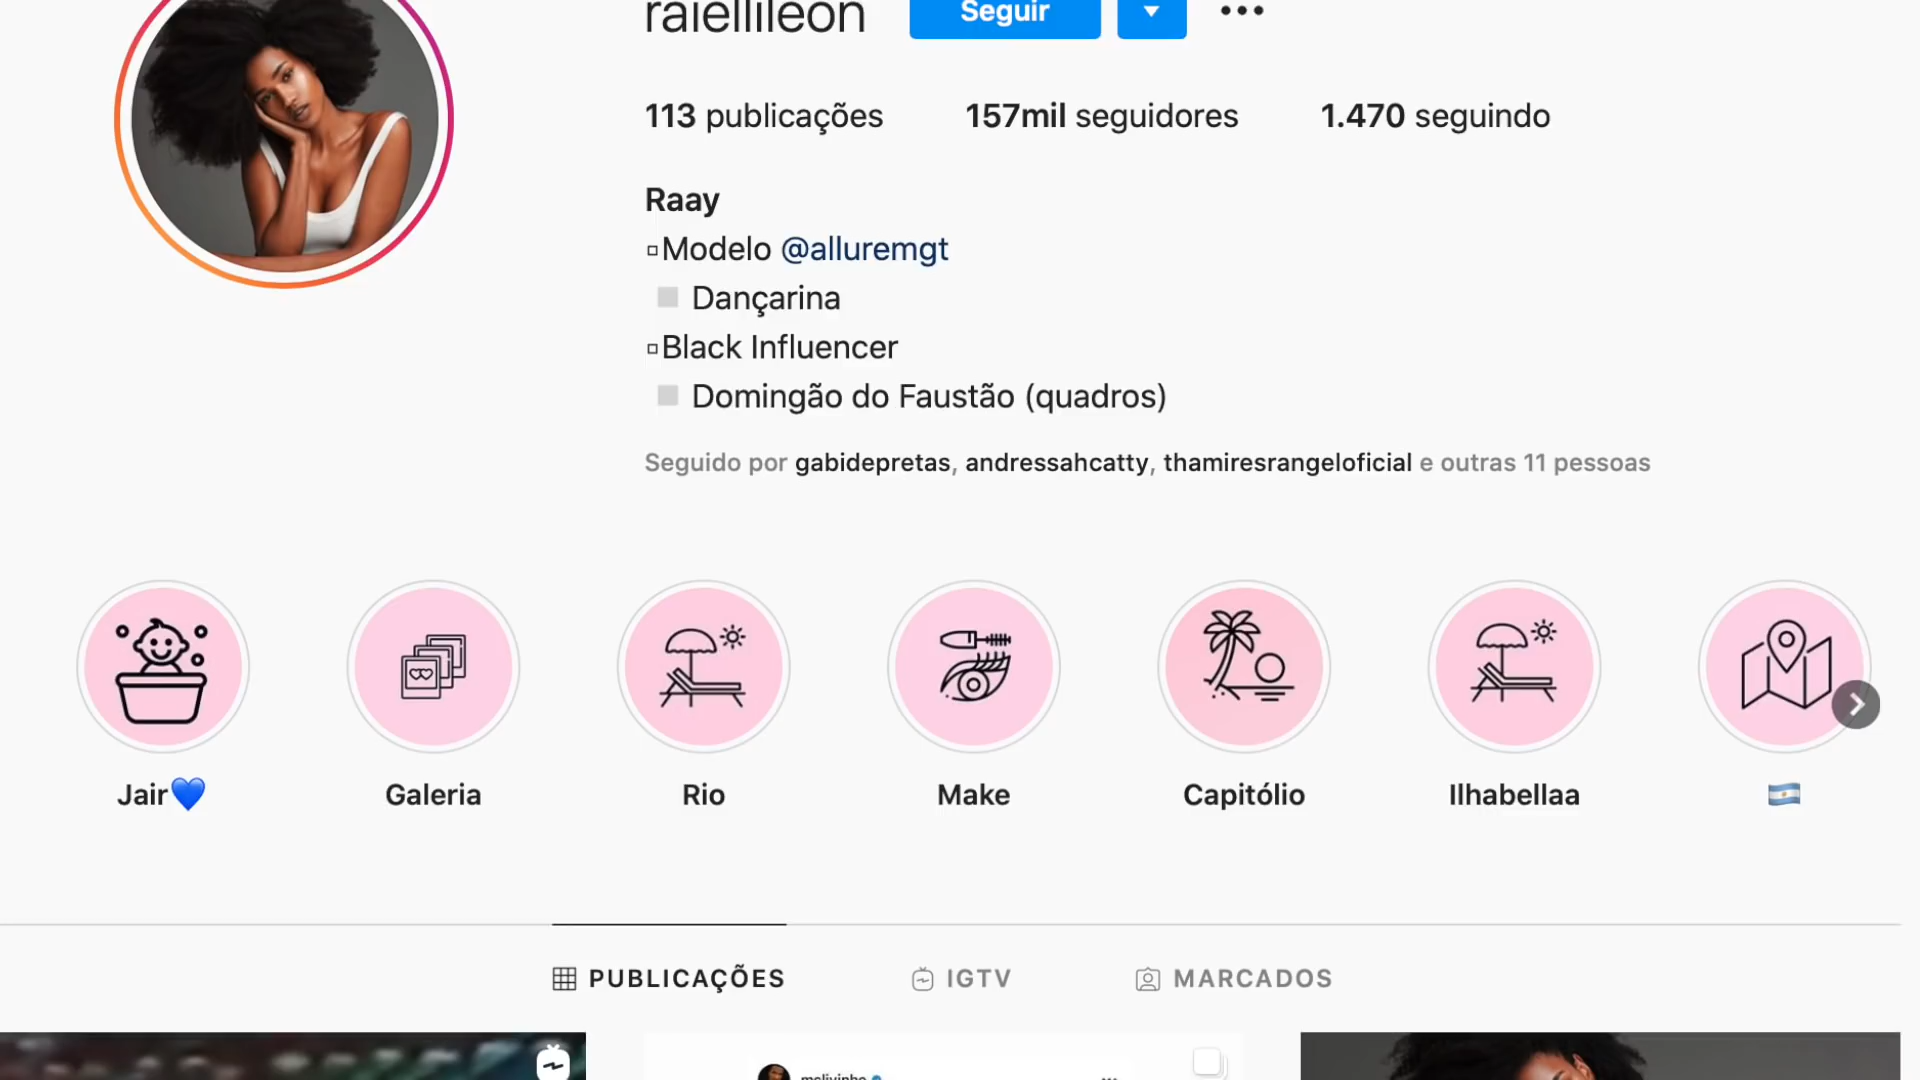 raiellileon
Seguir
113 publicações 157mil seguidores 1.470 seguindo
Raay
▫Modelo @alluremgt
◽ Dançarina
▫Black Influencer
◽ Domingão do Faustão (quadros)
Seguido por gabidepretas, andressahcatty, thamiresrangeloficial e outras 11 pessoas
Jair💙 Galeria Rio Make Capitólio Ilhabellaa 🇦🇷
PUBLICAÇÕES IGTV MARCADOS